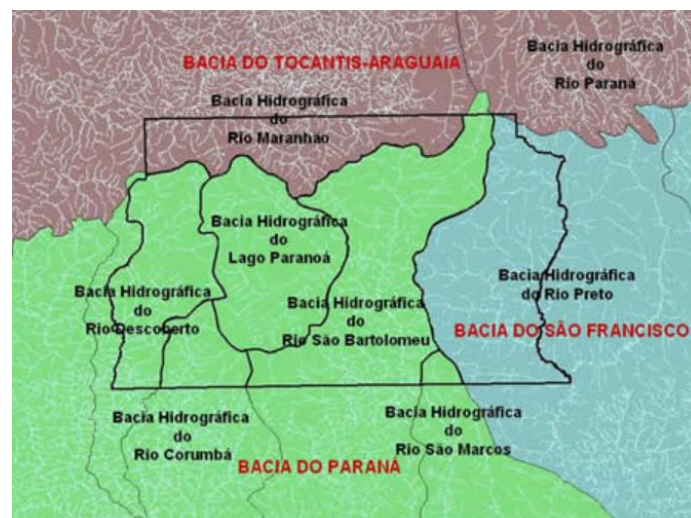 Bacia Hidrográfica
do
Rio Paraná
BACIA DO TOCANTIS-ARAGUAIA
Bacia Hidrográfica
do
Rio Maranhao
Bacia Hidrográfica
do
Lago Paranoá
Bacia Hidrográfica
do
Rio Descoberto
Bacia Hidrográfica
do
Rio São Bartolomeu
Bacia Hidrográfica
do Rio Preto
BACIA DO SÃO FRANCISCO
Bacia Hidrográfica
do
Rio Corumbá
Bacia Hidrográfica
do
Rio São Marcos
BACIA DO PARANÁ